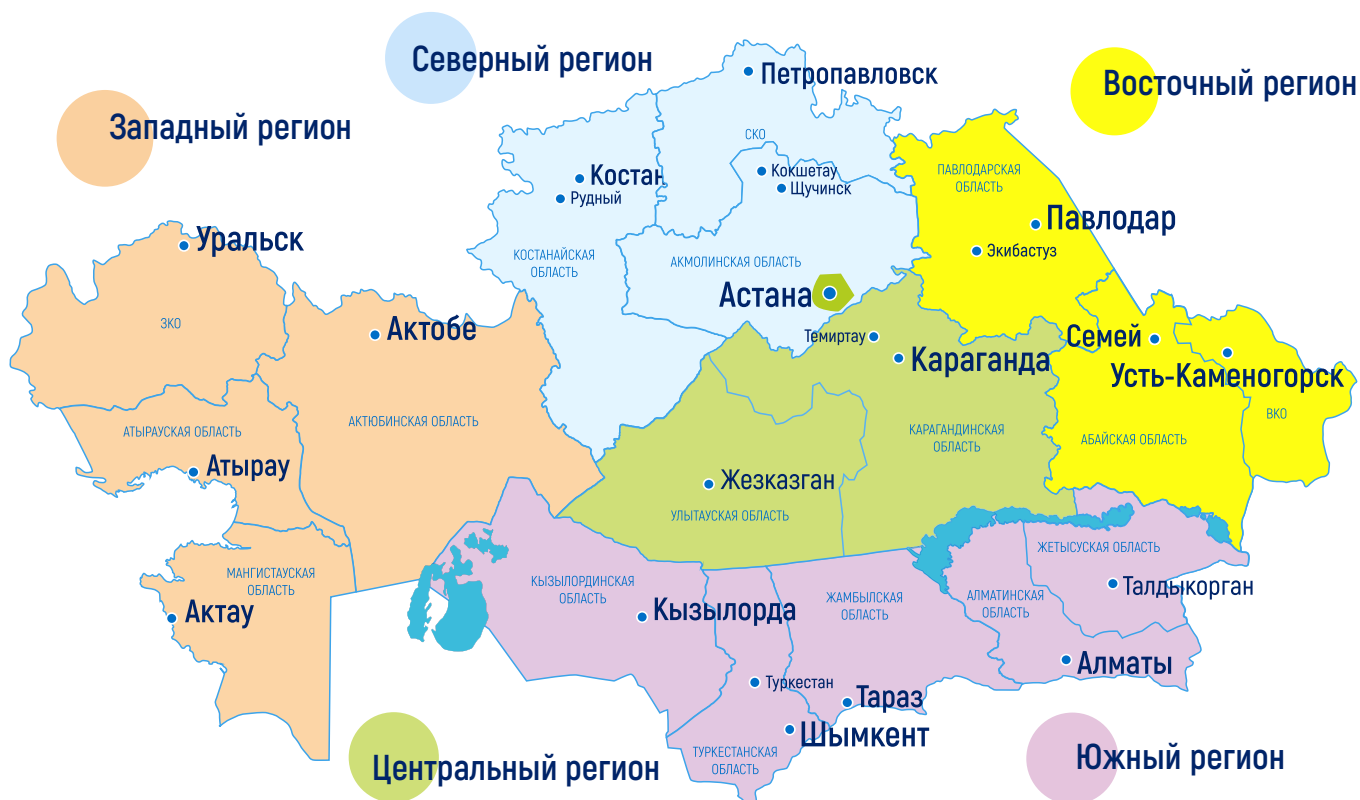 Северный регион
Восточный регион
Западный регион
Петропавловск
СКО
Кокшетау
Щучинск
Костан
Рудный
ПАВЛОДАРСКАЯ
ОБЛАСТЬ
Павлодар
Экибастуз
Уральск
КОСТАНАЙСКАЯ
ОБЛАСТЬ
АКМОЛИНСКАЯ ОБЛАСТЬ
Астана
ЗКО
Актобе
Темиртау
Караганда
Семей
Усть-Каменогорск
ВКО
АТЫРАУСКАЯ ОБЛАСТЬ
АКТЮБИНСКАЯ ОБЛАСТЬ
КАРАГАНДИНСКАЯ
ОБЛАСТЬ
АБАЙСКАЯ ОБЛАСТЬ
Атырау
Жезказган
УЛЫТАУСКАЯ ОБЛАСТЬ
ЖЕТЫСУСКАЯ ОБЛАСТЬ
МАНГИСТАУСКАЯ
ОБЛАСТЬ
КЫЗЫЛОРДИНСКАЯ
ОБЛАСТЬ
ЖАМБЫЛСКАЯ
ОБЛАСТЬ
АЛМАТИНСКАЯ
ОБЛАСТЬ
Талдыкорган
Актау
Кызылорда
Алматы
Туркестан
Тараз
Шымкент
ТУРКЕСТАНСКАЯ
ОБЛАСТЬ
Центральный регион
Южный регион